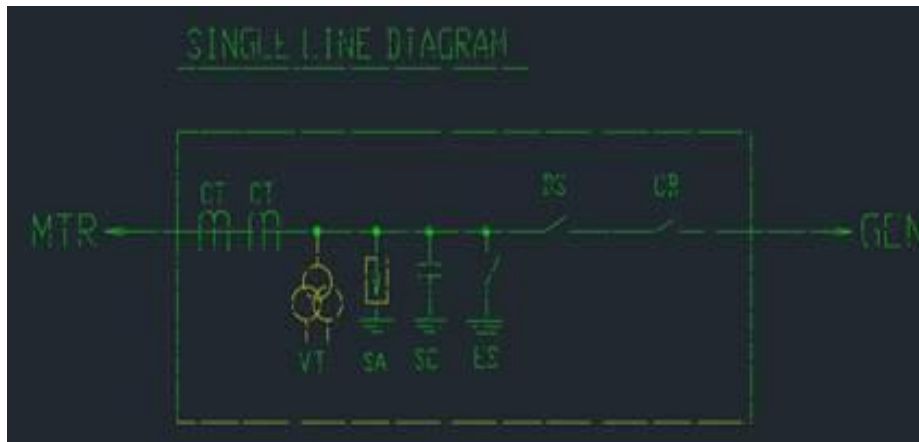 SINGLE LINE DIAGRAM
CT CT DS CB
MTR GEN
VT SA SC ES